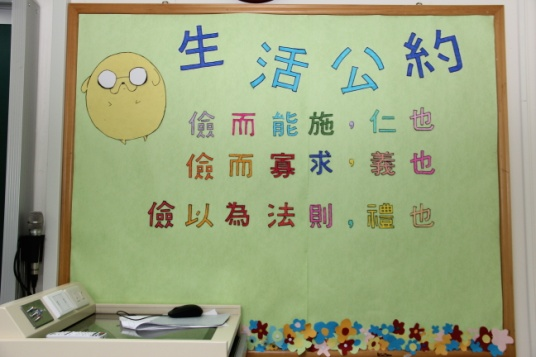 生活公約
儉而能施，仁也
儉而寡求，義也
儉以為法則，禮也